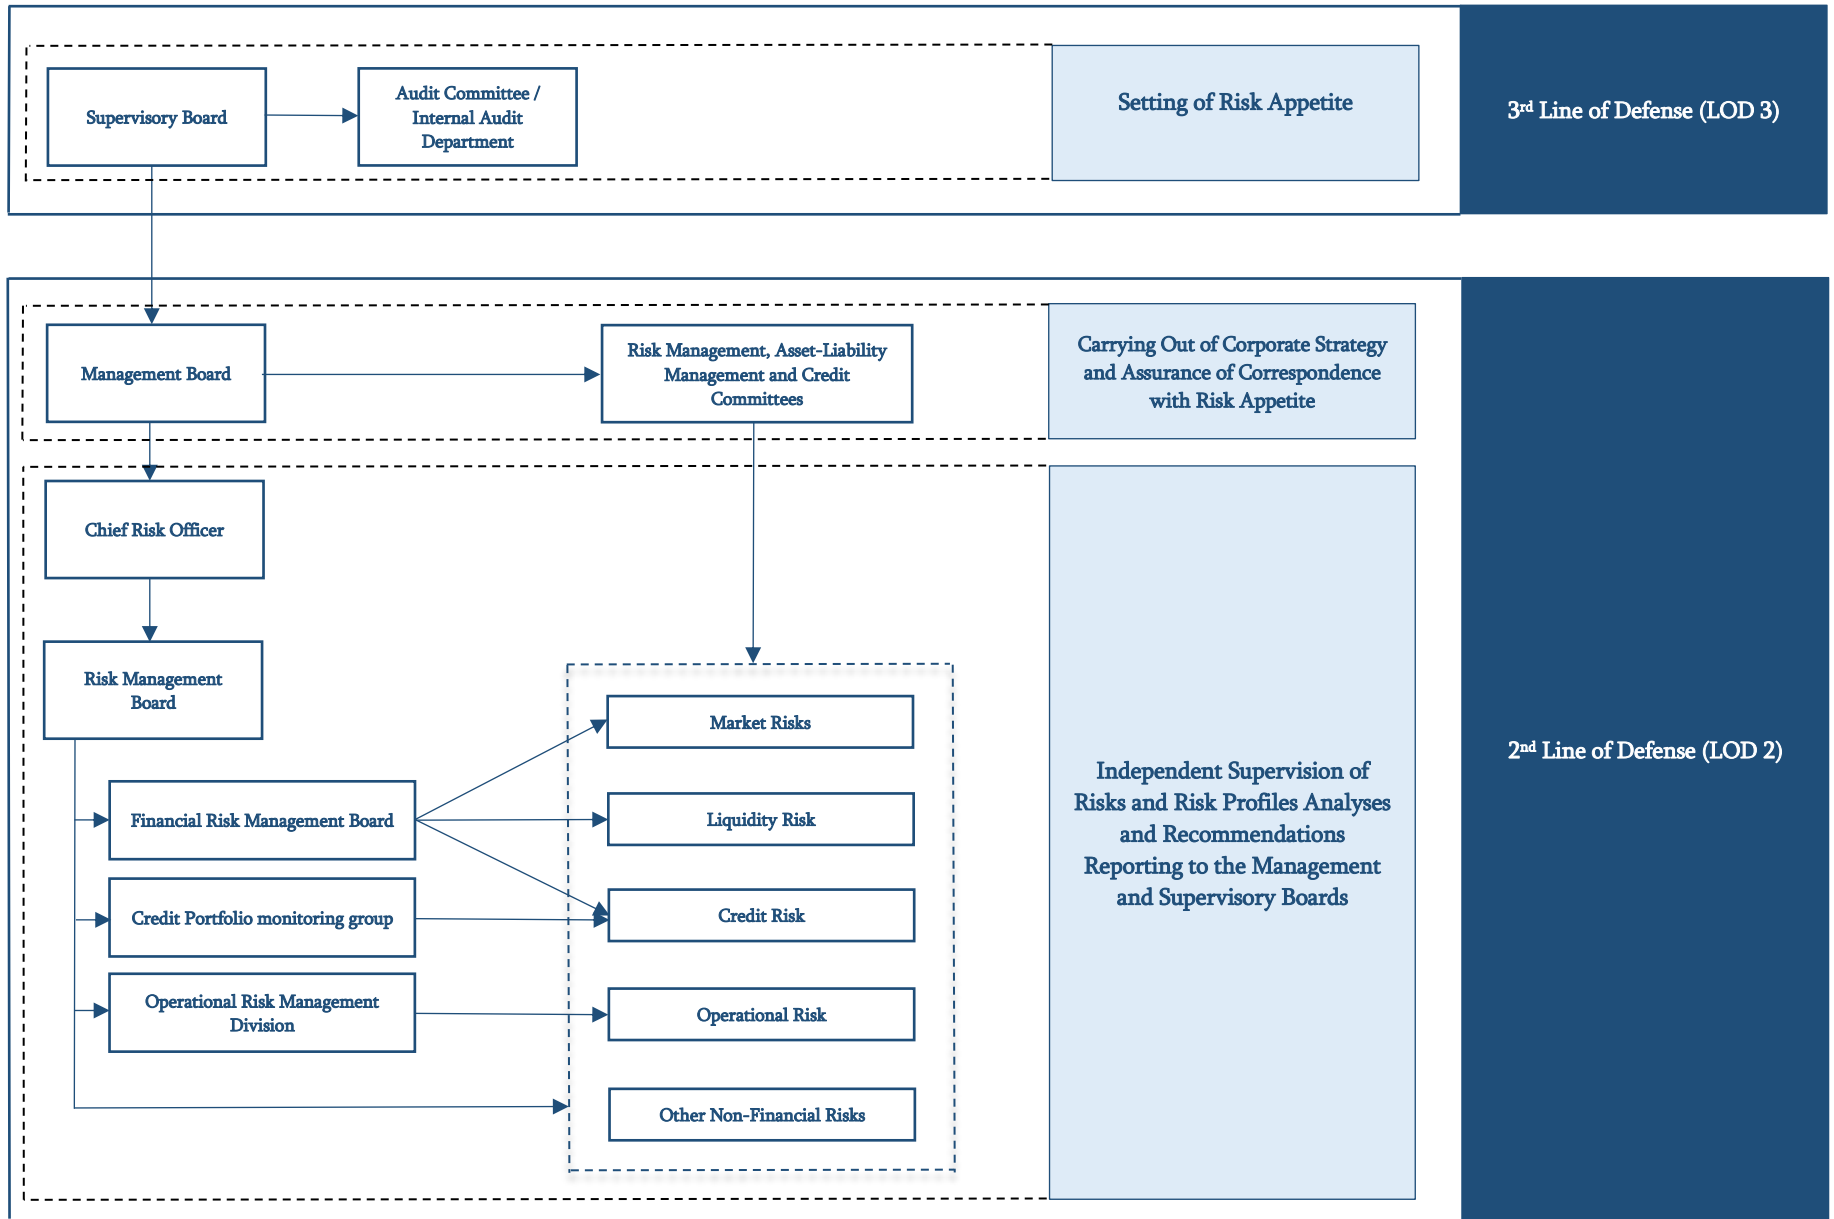 Supervisory Board
Audit Committee /
Internal Audit
Department
Setting of Risk Appetite
3rd Line of Defense (LOD 3)
Management Board
Risk Management, Asset-Liability
Management and Credit
Committees
Carrying Out of Corporate Strategy
and Assurance of Correspondence
with Risk Appetite
Chief Risk Officer
Risk Management
Board
Financial Risk Management Board
Credit Portfolio monitoring group
Operational Risk Management
Division
Market Risks
Liquidity Risk
Credit Risk
Operational Risk
Other Non-Financial Risks
Independent Supervision of
Risks and Risk Profiles Analyses
and Recommendations
Reporting to the Management
and Supervisory Boards
2nd Line of Defense (LOD 2)